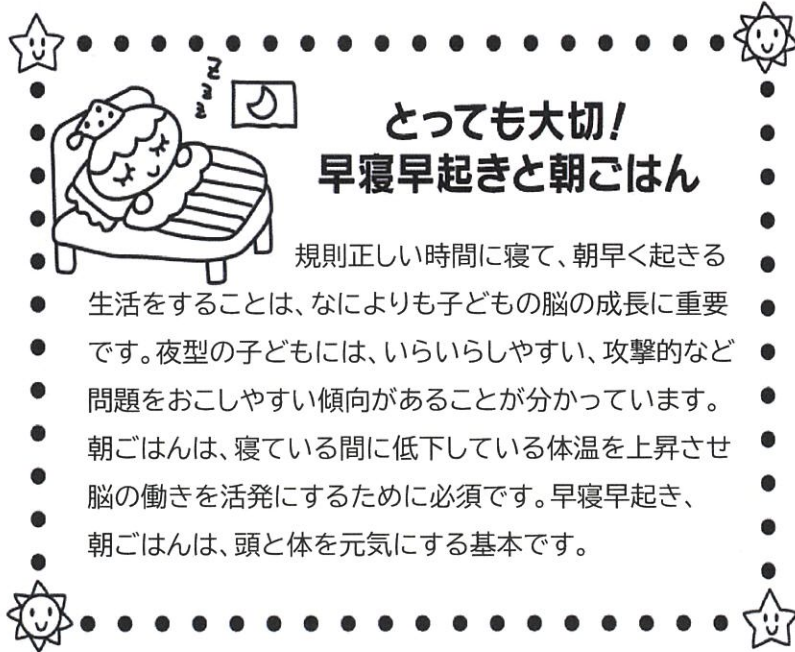 zzz
とっても大切!
早寝早起きと朝ごはん
規則正しい時間に寝て、朝早く起きる
生活をすることは、なによりも子どもの脳の成長に重要
です。夜型の子どもには、いらいらしやすい、攻撃的など
問題をおこしやすい傾向があることが分かっています。
朝ごはんは、寝ている間に低下している体温を上昇させ
脳の働きを活発にするために必須です。早寝早起き、
朝ごはんは、頭と体を元気にする基本です。